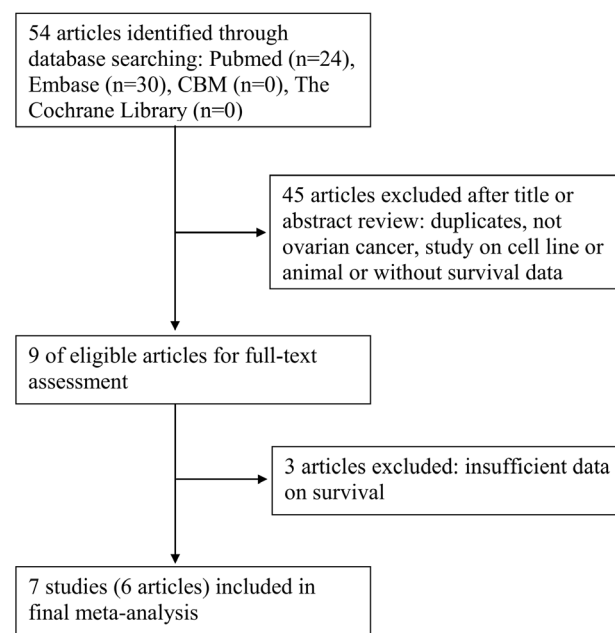 54 articles identified through
database searching: Pubmed (n=24),
Embase (n=30), CBM (n=0), The
Cochrane Library (n=0)
45 articles excluded after title or
abstract review: duplicates, not
ovarian cancer, study on cell line or
animal or without survival data
9 of eligible articles for full-text
assessment
3 articles excluded: insufficient data
on survival
7 studies (6 articles) included in
final meta-analysis